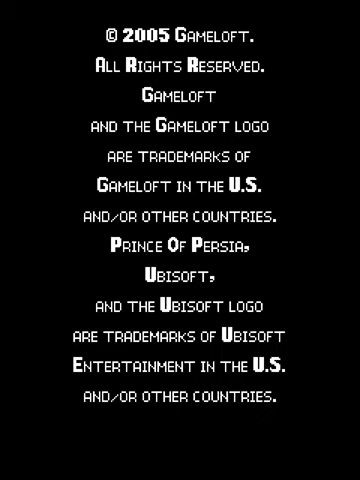 © 2005 Gameloft.
All Rights Reserved.
Gameloft
and the Gameloft logo
are trademarks of
Gameloft in the U.S.
and/or other countries.
Prince Of Persia,
Ubisoft,
and the Ubisoft logo
are trademarks of Ubisoft
Entertainment in the U.S.
and/or other countries.